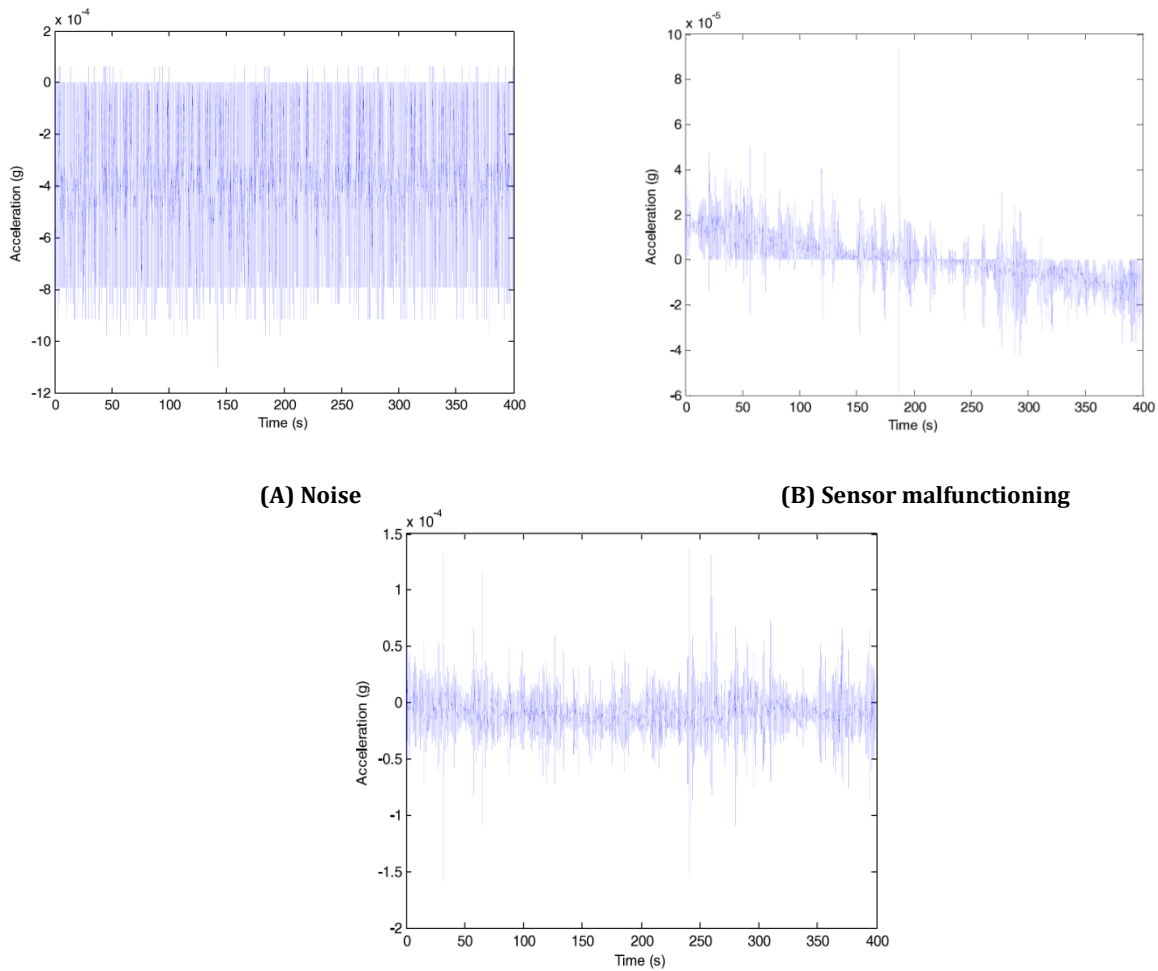 x 10-4
2
0
-2
-4
-6
-8
-10
-12
Acceleration (g)
0 50 100 150 200 250 300 350 400
Time (s)
x 10-5
10
8
6
4
2
0
-2
-4
-6
Acceleration (g)
0 50 100 150 200 250 300 350 400
Time (s)
(A) Noise
(B) Sensor malfunctioning
x 10-4
1.5
1
0.5
0
-0.5
-1
-1.5
-2
Acceleration (g)
0 50 100 150 200 250 300 350 400
Time (s)